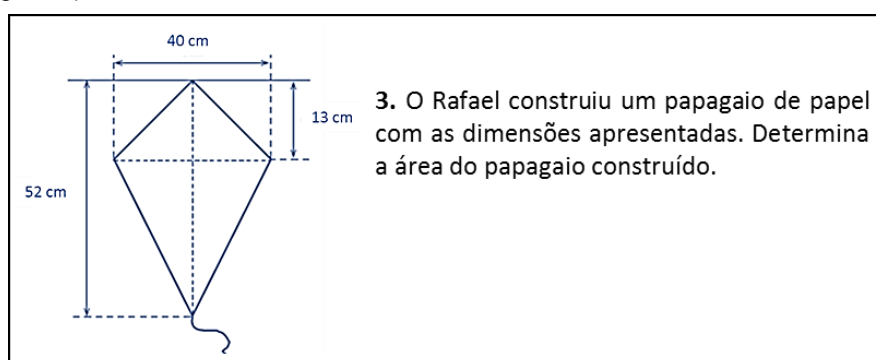 40 cm
13 cm
52 cm
3. O Rafael construiu um papagaio de papel
com as dimensões apresentadas. Determina
a área do papagaio construído.